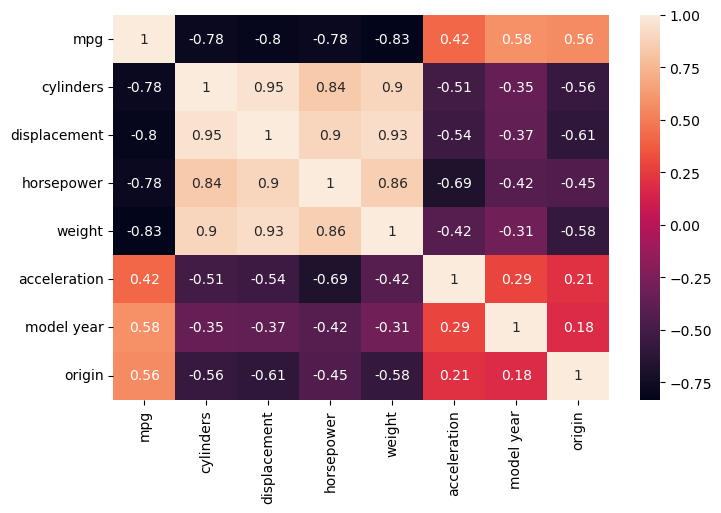 mpg 1 -0.78 -0.8 -0.78 -0.83 0.42 0.58 0.56
cylinders -0.78 1 0.95 0.84 0.9 -0.51 -0.35 -0.56
displacement -0.8 0.95 1 0.9 0.93 -0.54 -0.37 -0.61
horsepower -0.78 0.84 0.9 1 0.86 -0.69 -0.42 -0.45
weight -0.83 0.9 0.93 0.86 1 -0.42 -0.31 -0.58
acceleration 0.42 -0.51 -0.54 -0.69 -0.42 1 0.29 0.21
model year 0.58 -0.35 -0.37 -0.42 -0.31 0.29 1 0.18
origin 0.56 -0.56 -0.61 -0.45 -0.58 0.21 0.18 1
mpg
cylinders
displacement
horsepower
weight
acceleration
model year
origin
1.00
0.75
0.50
0.25
0.00
−0.25
−0.50
−0.75